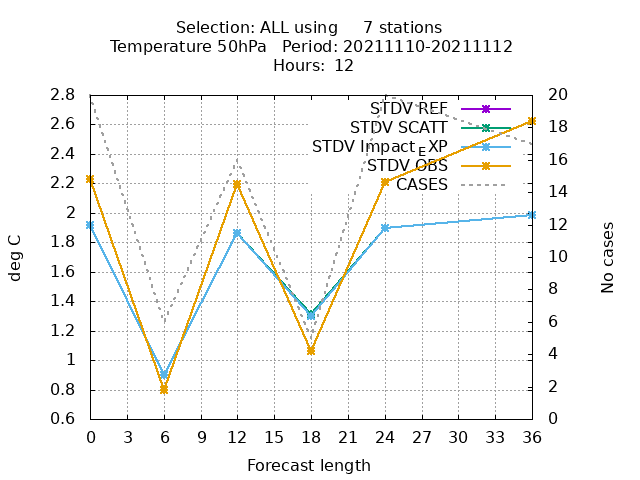 Selection: ALL using 7 stations
Temperature 50hPa Period: 20211110-20211112
Hours: 12
2.8
2.6
2.4
2.2
2
1.8
1.6
1.4
1.2
1
0.8
0.6
deg C
STDV REF
STDV SCATT
STDV Impact_EXP
STDV OBS
CASES
20
18
16
14
12
10
8
6
4
2
0
No cases
0 3 6 9 12 15 18 21 24 27 30 33 36
Forecast length